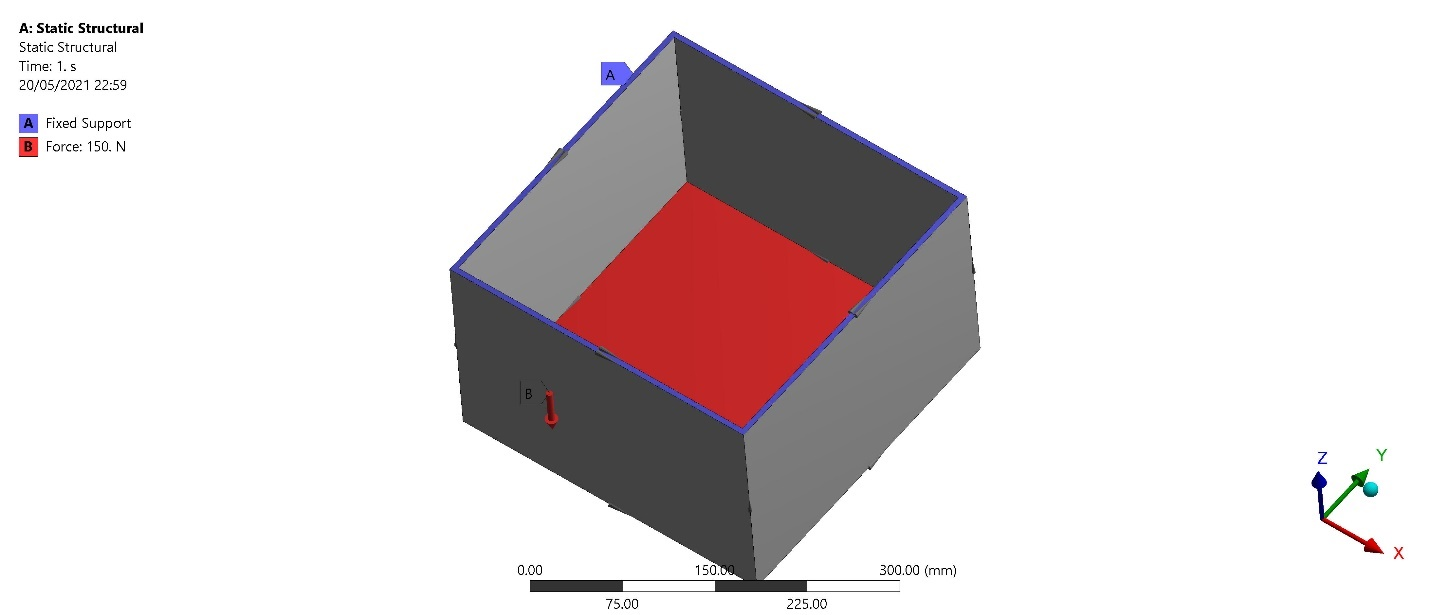 A: Static Structural
Static Structural
Time: 1. s
20/05/2021 22:59
A Fixed Support
B Force: 150. N
A
B
Z
Y
X
0.00 150.00 300.00 (mm)
75.00 225.00